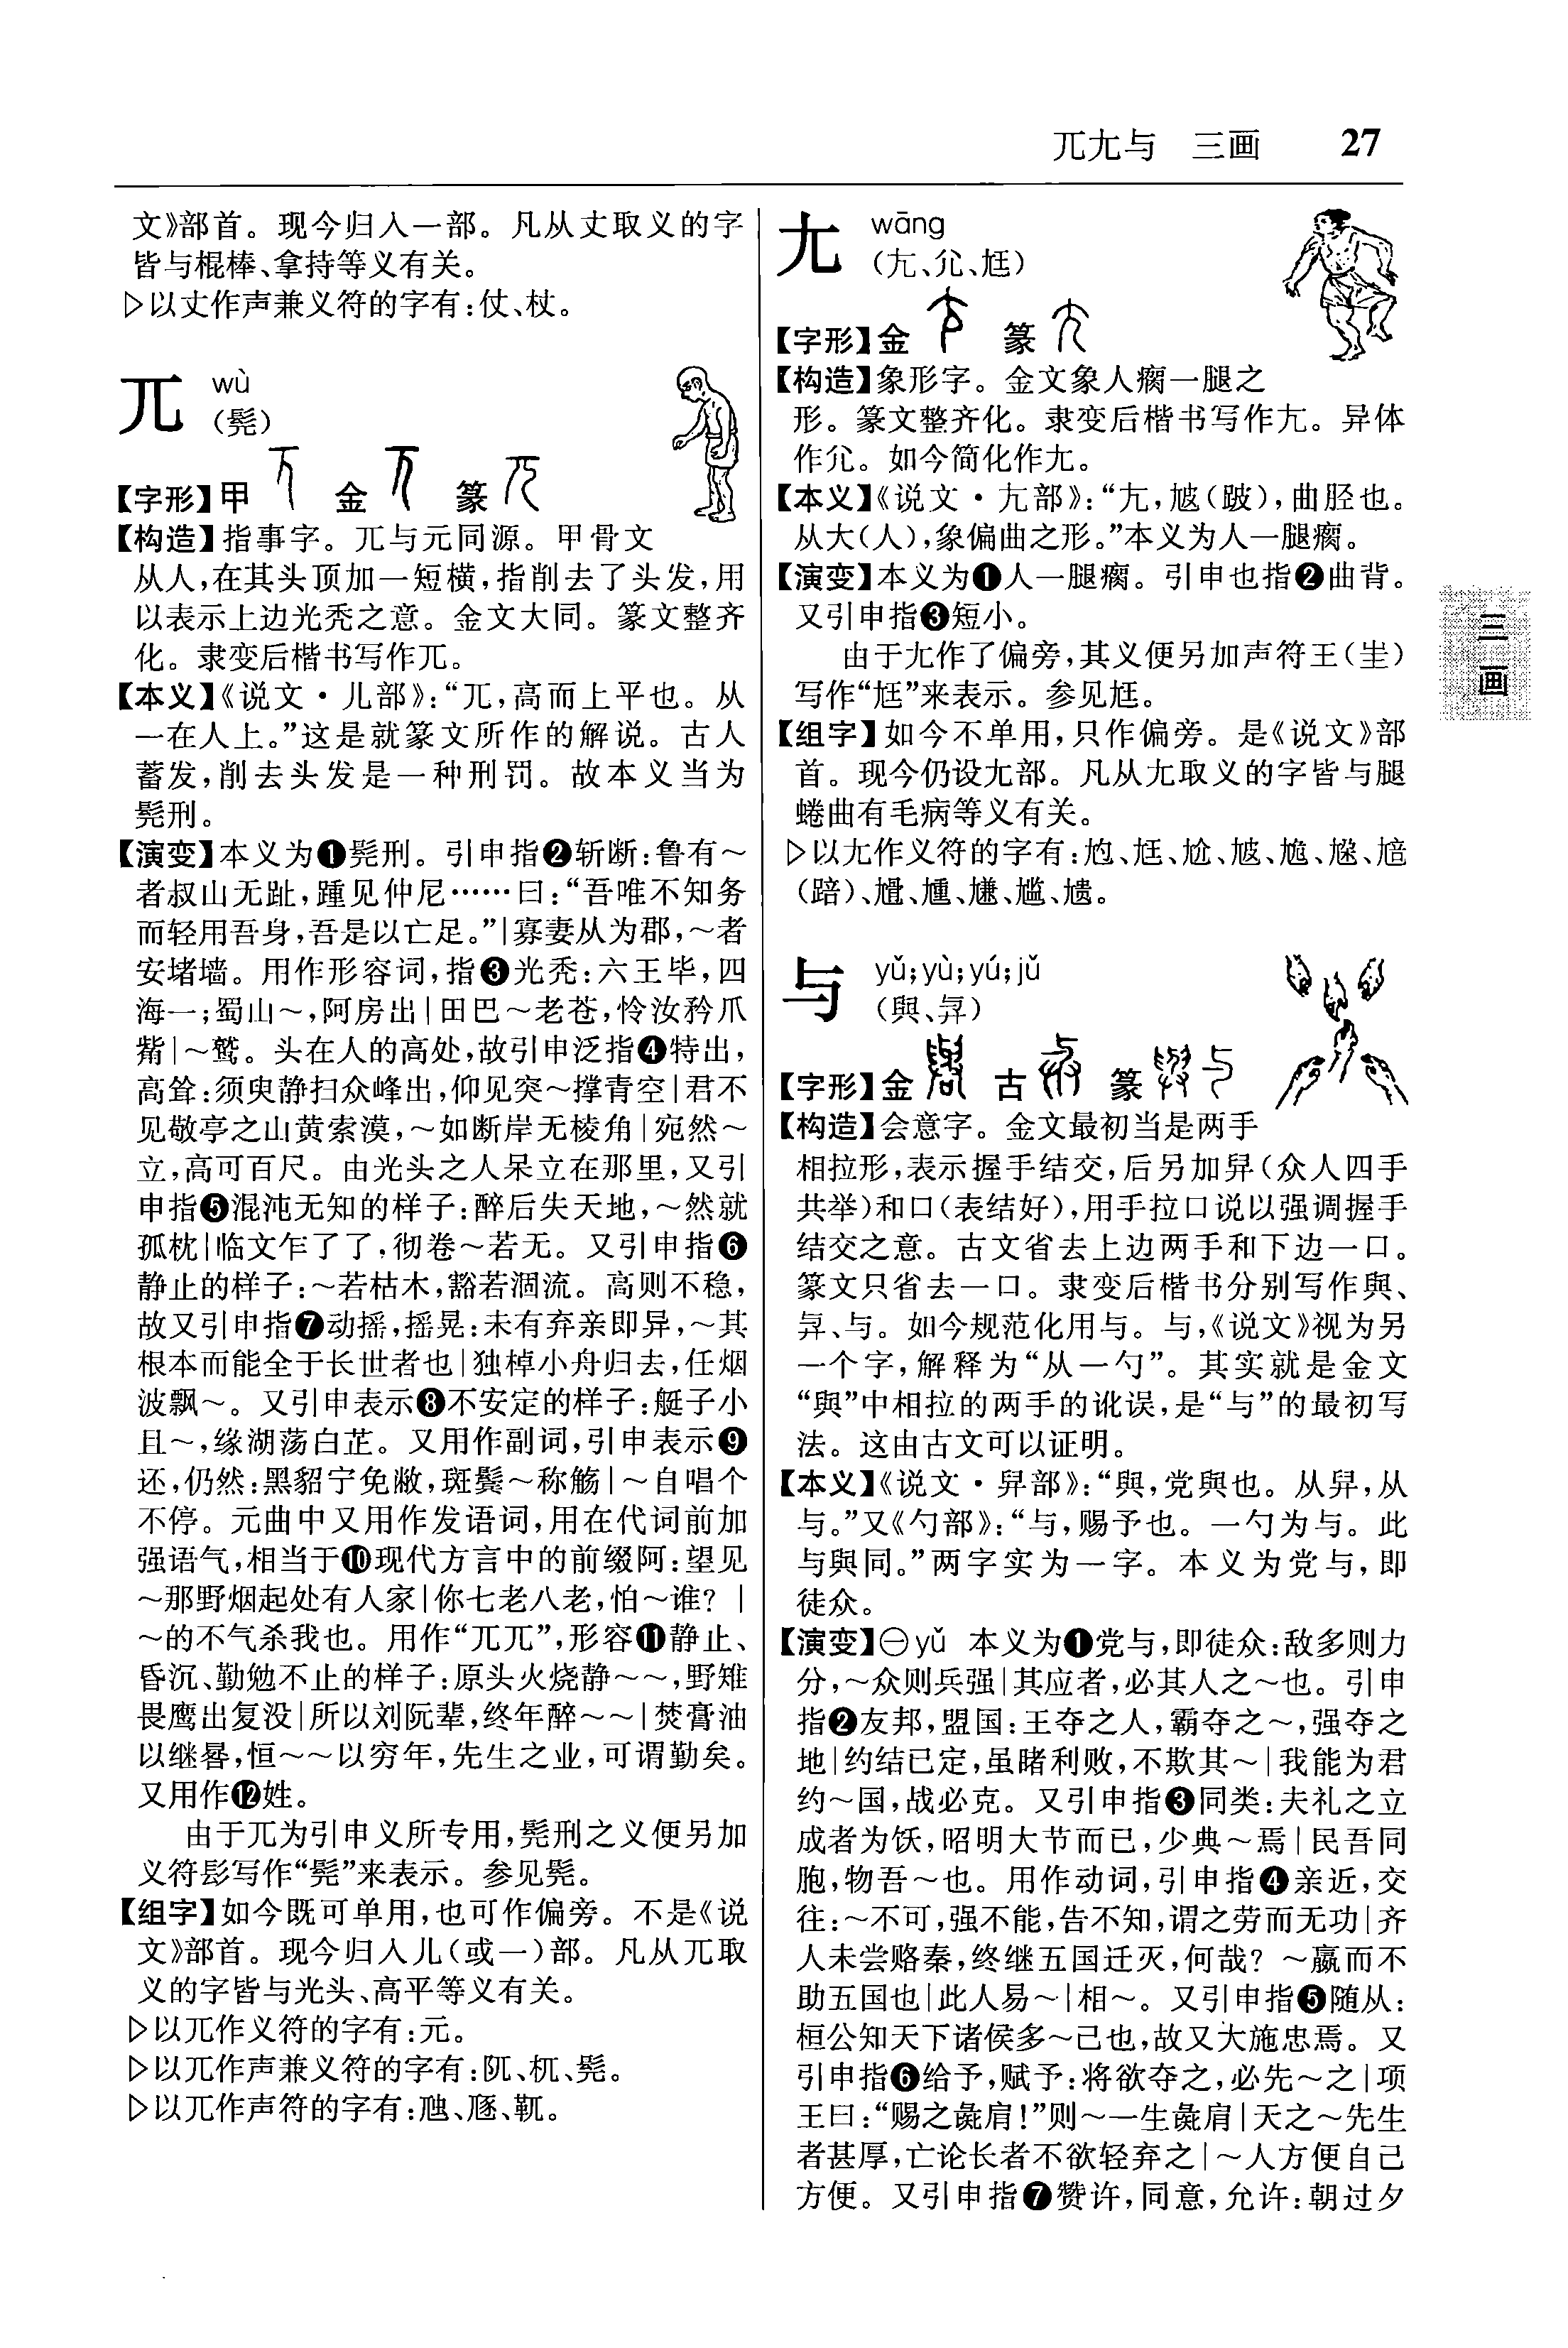 兀尢与 三画 27
文》部首。现今归入一部。凡从丈取义的字
皆与棍棒、拿持等义有关。
▷以丈作声兼义符的字有:仗、杖。
兀 wù
(髡)
【字形】甲 金 篆
【构造】指事字。兀与元同源。甲骨文
从人,在其头顶加一短横,指削去了头发,用
以表示上边光秃之意。金文大同。篆文整齐
化。隶变后楷书写作兀。
【本义】《说文·儿部》:“兀,高而上平也。从
一在人上。”这是就篆文所作的解说。古人
蓄发,削去头发是一种刑罚。故本义当为
髡刑。
【演变】本义为❶髡刑。引申指❷斩断:鲁有～
者叔山无趾,踵见仲尼……曰:“吾唯不知务
而轻用吾身,吾是以亡足。”|寡妻从为郡,～者
安堵墙。用作形容词,指❸光秃:六王毕,四
海一;蜀山～,阿房出|田巴～老苍,怜汝矜爪
觜|～鹫。头在人的高处,故引申泛指❹特出,
高耸:须臾静扫众峰出,仰见突～撑青空|君不
见敬亭之山黄索漠,～如断岸无棱角|宛然～
立,高可百尺。由光头之人呆立在那里,又引
申指❺混沌无知的样子:醉后失天地,～然就
孤枕|临文乍了了,彻卷～若无。又引申指❻
静止的样子:～若枯木,豁若涸流。高则不稳,
故又引申指❼动摇,摇晃:未有弃亲即异,～其
根本而能全于长世者也|独棹小舟归去,任烟
波飘～。又引申表示❽不安定的样子:艇子小
且～,缘湖荡白芷。又用作副词,引申表示❾
还,仍然:黑貂宁免敝,斑鬓～称觞|～自唱个
不停。元曲中又用作发语词,用在代词前加
强语气,相当于❿现代方言中的前缀阿:望见
～那野烟起处有人家|你七老八老,怕～谁?|
～的不气杀我也。用作“兀兀”,形容⓫静止、
昏沉、勤勉不止的样子:原头火烧静～～,野雉
畏鹰出复没|所以刘阮辈,终年醉～～|焚膏油
以继晷,恒～～以穷年,先生之业,可谓勤矣。
又用作⓬姓。
由于兀为引申义所专用,髡刑之义便另加
义符髟写作“髡”来表示。参见髡。
【组字】如今既可单用,也可作偏旁。不是《说
文》部首。现今归入儿(或一)部。凡从兀取
义的字皆与光头、高平等义有关。
▷以兀作义符的字有:元。
▷以兀作声兼义符的字有:阢、杌、髡。
▷以兀作声符的字有:虺、豗、軏。
尢 wāng
(尣、尪)
【字形】金 篆
【构造】象形字。金文象人瘸一腿之
形。篆文整齐化。隶变后楷书写作尢。异体
作尣。如今简化作尢。
【本义】《说文·尢部》:“尢,尳(跛),曲胫也。
从大(人),象偏曲之形。”本义为人一腿瘸。
【演变】本义为❶人一腿瘸。引申也指❷曲背。
又引申指❸短小。
由于尢作了偏旁,其义便另加声符王(㞷)
写作“尪”来表示。参见尪。
【组字】如今不单用,只作偏旁。是《说文》部
首。现今仍设尢部。凡从尢取义的字皆与腿
蜷曲有毛病等义有关。
▷以尢作义符的字有:尥、尪、尬、
(踣)、尴、
与 yǔ;yù;yú;jǔ
(與、舁)
【字形】金 古 篆
【构造】会意字。金文最初当是两手
相拉形,表示握手结交,后另加舁(众人四手
共举)和口(表结好),用手拉口说以强调握手
结交之意。古文省去上边两手和下边一口。
篆文只省去一口。隶变后楷书分别写作與、
𢌱、与。如今规范化用与。与,《说文》视为另
一个字,解释为“从一勺”。其实就是金文
“與”中相拉的两手的讹误,是“与”的最初写
法。这由古文可以证明。
【本义】《说文·舁部》:“與,党與也。从舁,从
与。”又《勺部》:“与,赐予也。一勺为与。此
与與同。”两字实为一字。本义为党与,即
徒众。
【演变】㊀yǔ 本义为❶党与,即徒众:敌多则力
分,～众则兵强|其应者,必其人之～也。引申
指❷友邦,盟国:王夺之人,霸夺之～,强夺之
地|约结已定,虽睹利败,不欺其～|我能为君
约～国,战必克。又引申指❸同类:夫礼之立
成者为饫,昭明大节而已,少典～焉|民吾同
胞,物吾～也。用作动词,引申指❹亲近,交
往:～不可,强不能,告不知,谓之劳而无功|齐
人未尝赂秦,终继五国迁灭,何哉?～嬴而不
助五国也|此人易～|相～。又引申指❺随从:
桓公知天下诸侯多～己也,故又大施忠焉。又
引申指❻给予,赋予:将欲夺之,必先～之|项
王曰:“赐之彘肩!”则～一生彘肩|天之～先生
者甚厚,亡论长者不欲轻弃之|～人方便自己
方便。又引申指❼赞许,同意,允许:朝过夕
三画